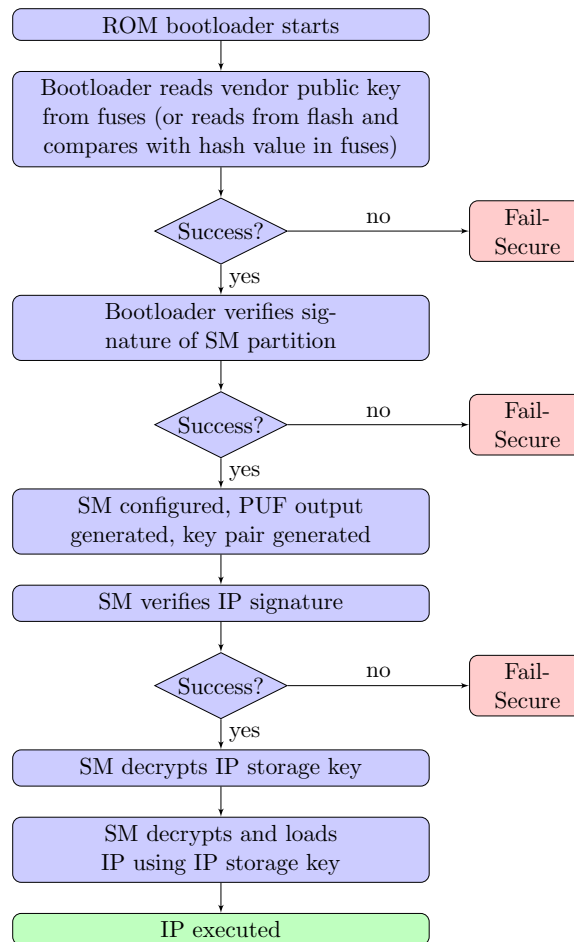 ROM bootloader starts
Bootloader reads vendor public key
from fuses (or reads from flash and
compares with hash value in fuses)
Success?
no
Fail-
Secure
yes
Bootloader verifies sig-
nature of SM partition
Success?
no
Fail-
Secure
yes
SM configured, PUF output
generated, key pair generated
SM verifies IP signature
Success?
no
Fail-
Secure
yes
SM decrypts IP storage key
SM decrypts and loads
IP using IP storage key
IP executed